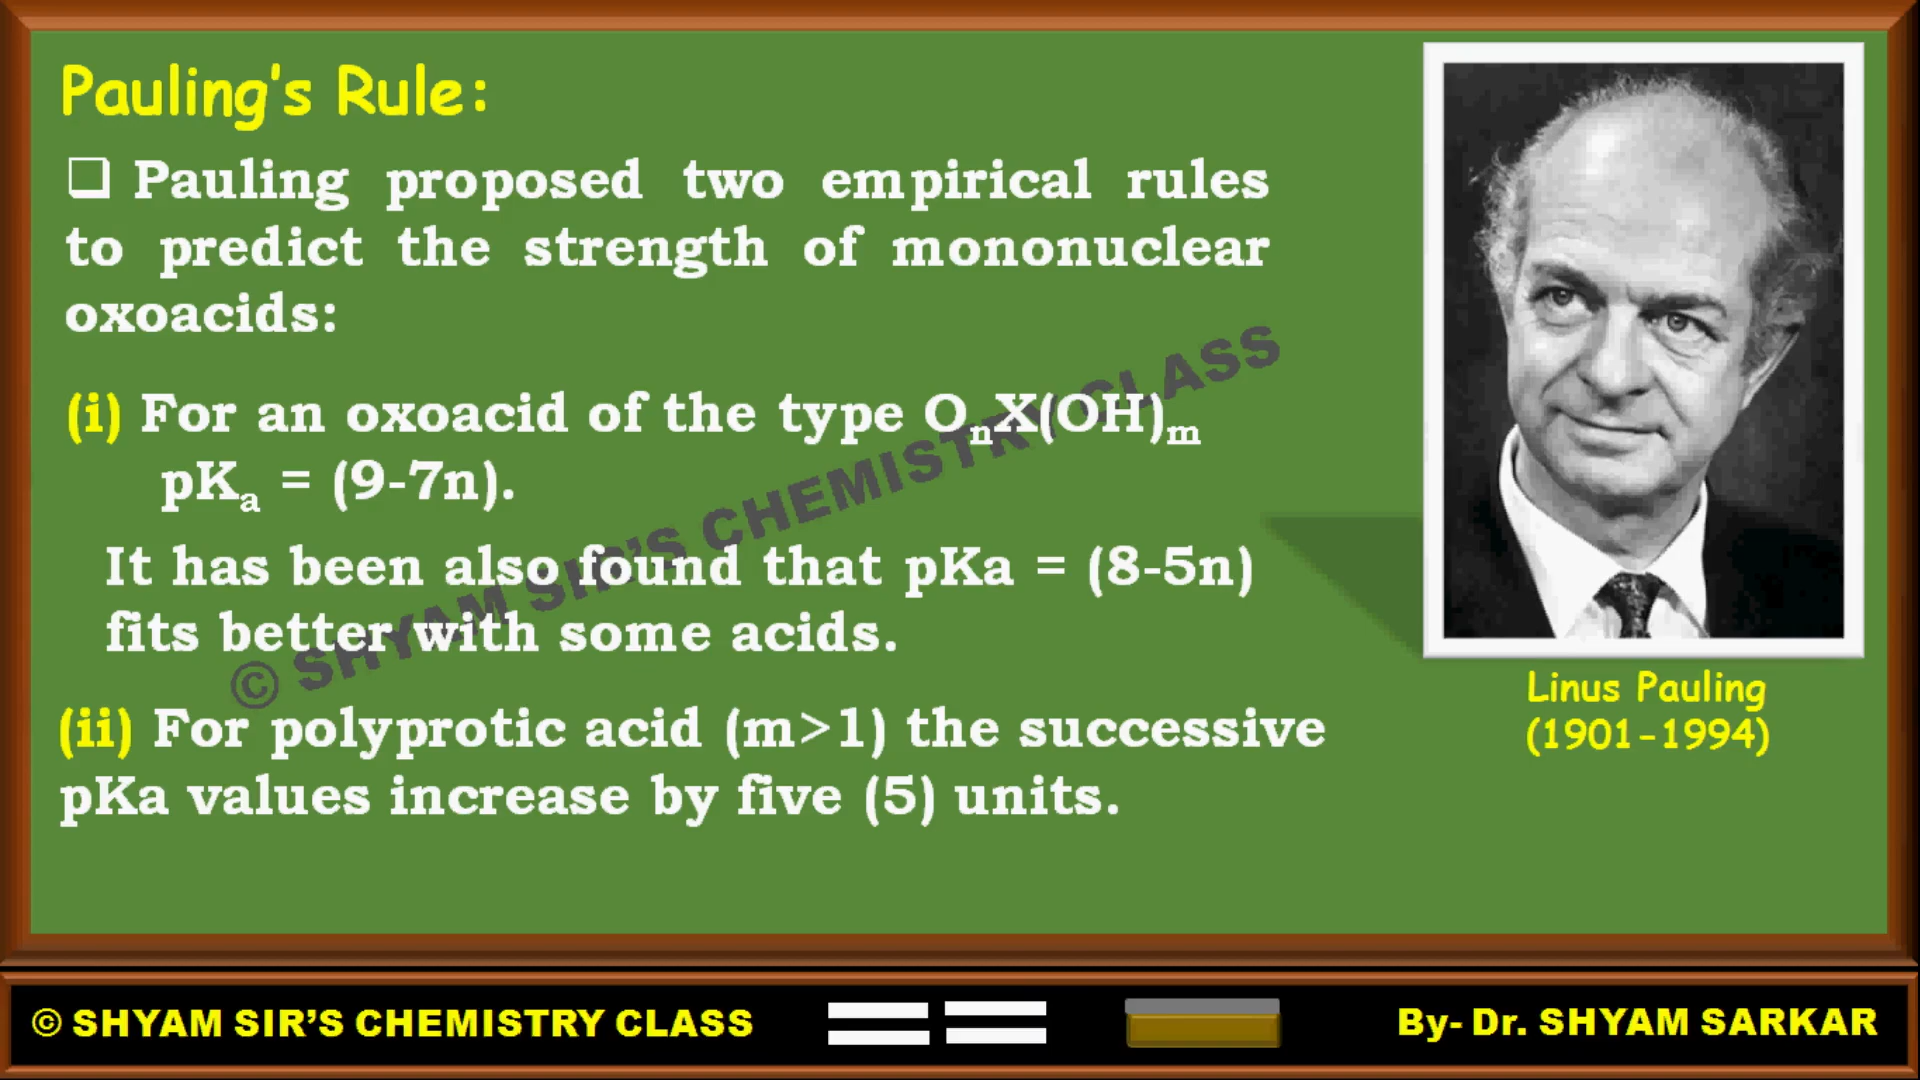 Pauling's Rule:
❑ Pauling proposed two empirical rules
to predict the strength of mononuclear
oxoacids:
(i) For an oxoacid of the type OₙX(OH)ₘ
pKₐ = (9-7n).
It has been also found that pKa = (8-5n)
fits better with some acids.
(ii) For polyprotic acid (m>1) the successive
pKa values increase by five (5) units.
© SHYAM SIR'S CHEMISTRY CLASS
Linus Pauling
(1901-1994)
© SHYAM SIR'S CHEMISTRY CLASS
By- Dr. SHYAM SARKAR